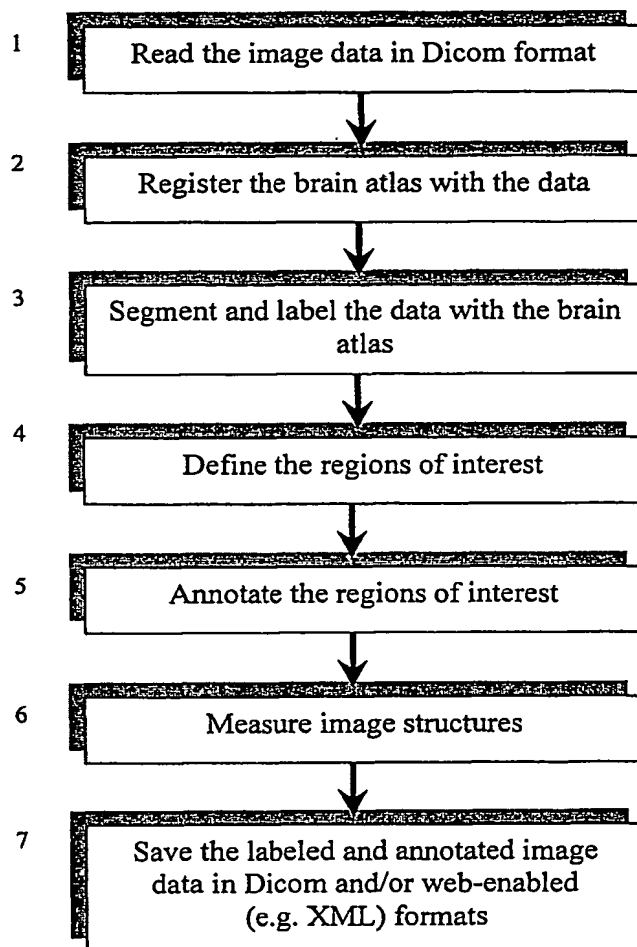 1
Read the image data in Dicom format
2
Register the brain atlas with the data
3
Segment and label the data with the brain
atlas
4
Define the regions of interest
5
Annotate the regions of interest
6
Measure image structures
7
Save the labeled and annotated image
data in Dicom and/or web-enabled
(e.g. XML) formats